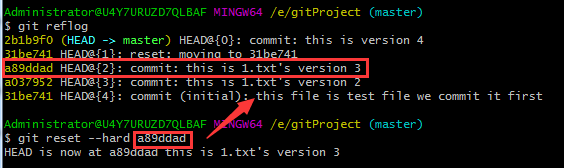 Administrator@U4Y7URUZD7QLBAF MINGW64 /e/gitProject (master)
$ git reflog
2b1b9f0 (HEAD -> master) HEAD@{0}: commit: this is version 4
31be741 HEAD@{1}: reset: moving to 31be741
a89ddad HEAD@{2}: commit: this is 1.txt's version 3
a037952 HEAD@{3}: commit: this is 1.txt's version 2
31be741 HEAD@{4}: commit (initial): this file is test file we commit it first
Administrator@U4Y7URUZD7QLBAF MINGW64 /e/gitProject (master)
$ git reset --hard a89ddad
HEAD is now at a89ddad this is 1.txt's version 3